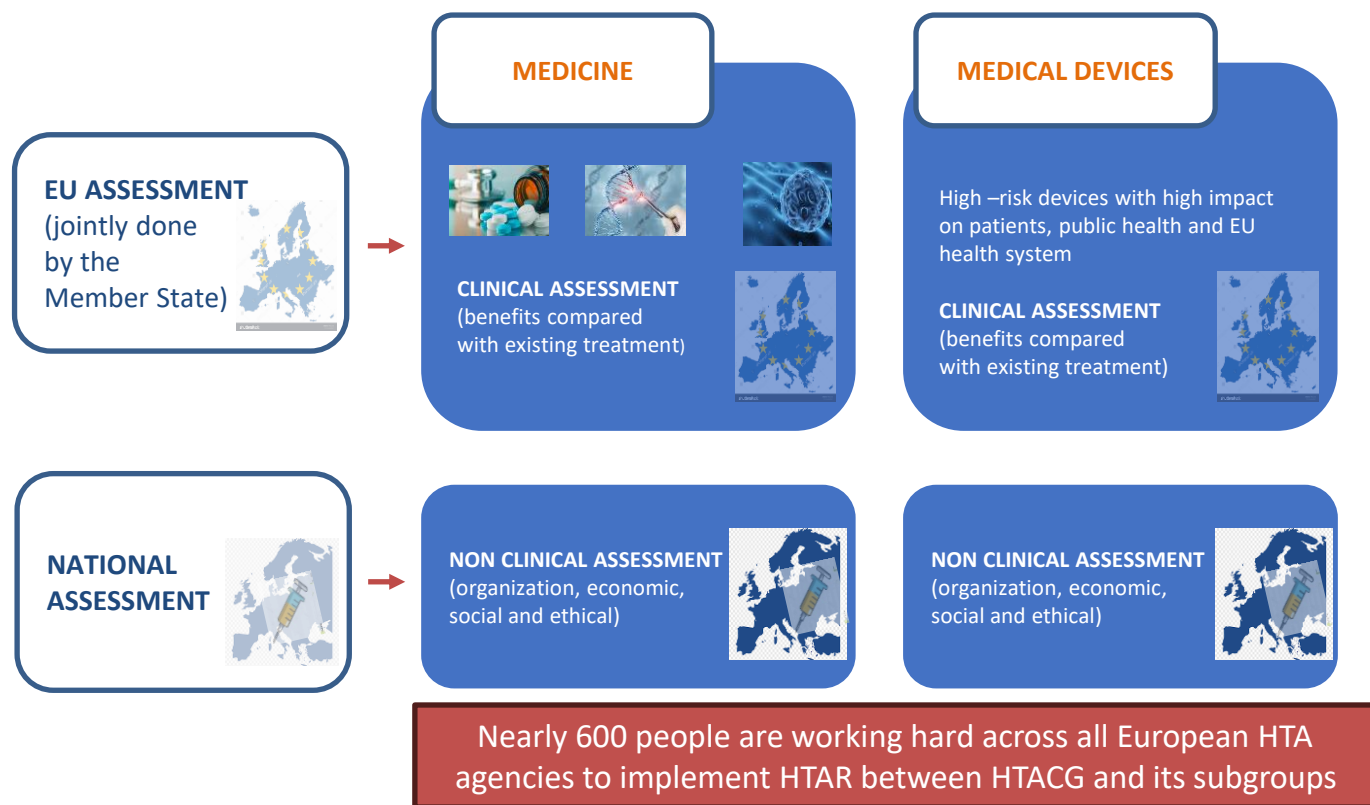 MEDICINE
MEDICAL DEVICES
EU ASSESSMENT
(jointly done
by the
Member State)
High –risk devices with high impact
on patients, public health and EU
health system
CLINICAL ASSESSMENT
(benefits compared
with existing treatment)
CLINICAL ASSESSMENT
(benefits compared
with existing treatment)
NATIONAL
ASSESSMENT
NON CLINICAL ASSESSMENT
(organization, economic,
social and ethical)
NON CLINICAL ASSESSMENT
(organization, economic,
social and ethical)
Nearly 600 people are working hard across all European HTA
agencies to implement HTAR between HTACG and its subgroups